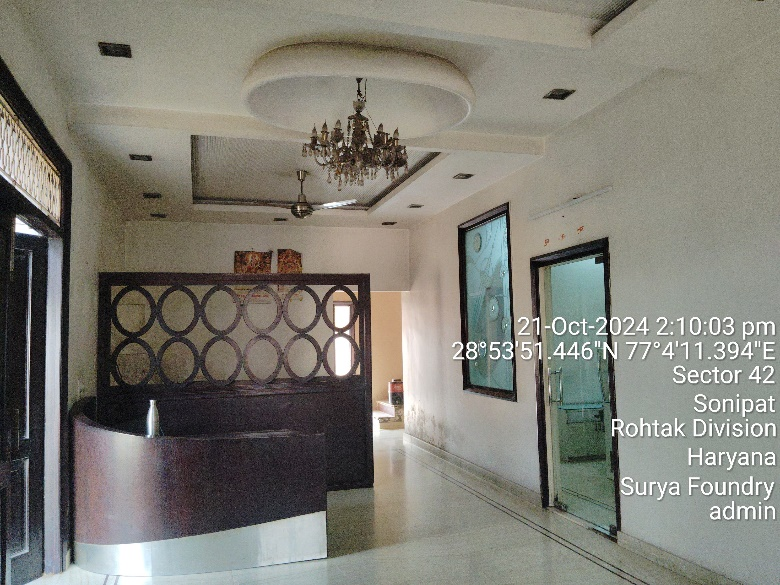 21-Oct-2024 2:10:03 pm
28°53'51.446"N 77°4'11.394"E
Sector 42
Sonipat
Rohtak Division
Haryana
Surya Foundry
admin